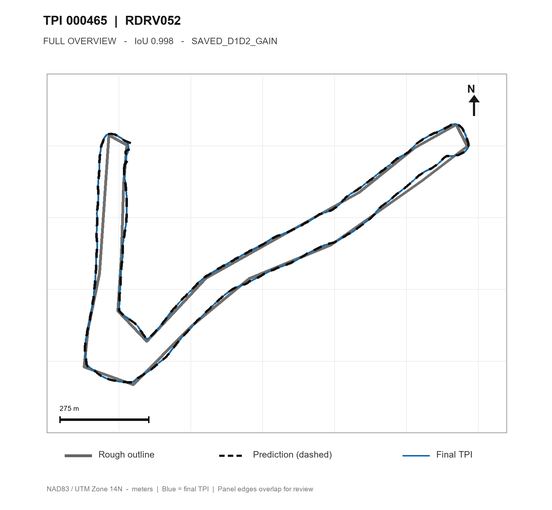 TPI 000465 | RDRV052
FULL OVERVIEW - IoU 0.998 - SAVED_D1D2_GAIN
N
275 m
Rough outline
Prediction (dashed)
Final TPI
NAD83 / UTM Zone 14N - meters | Blue = final TPI | Panel edges overlap for review